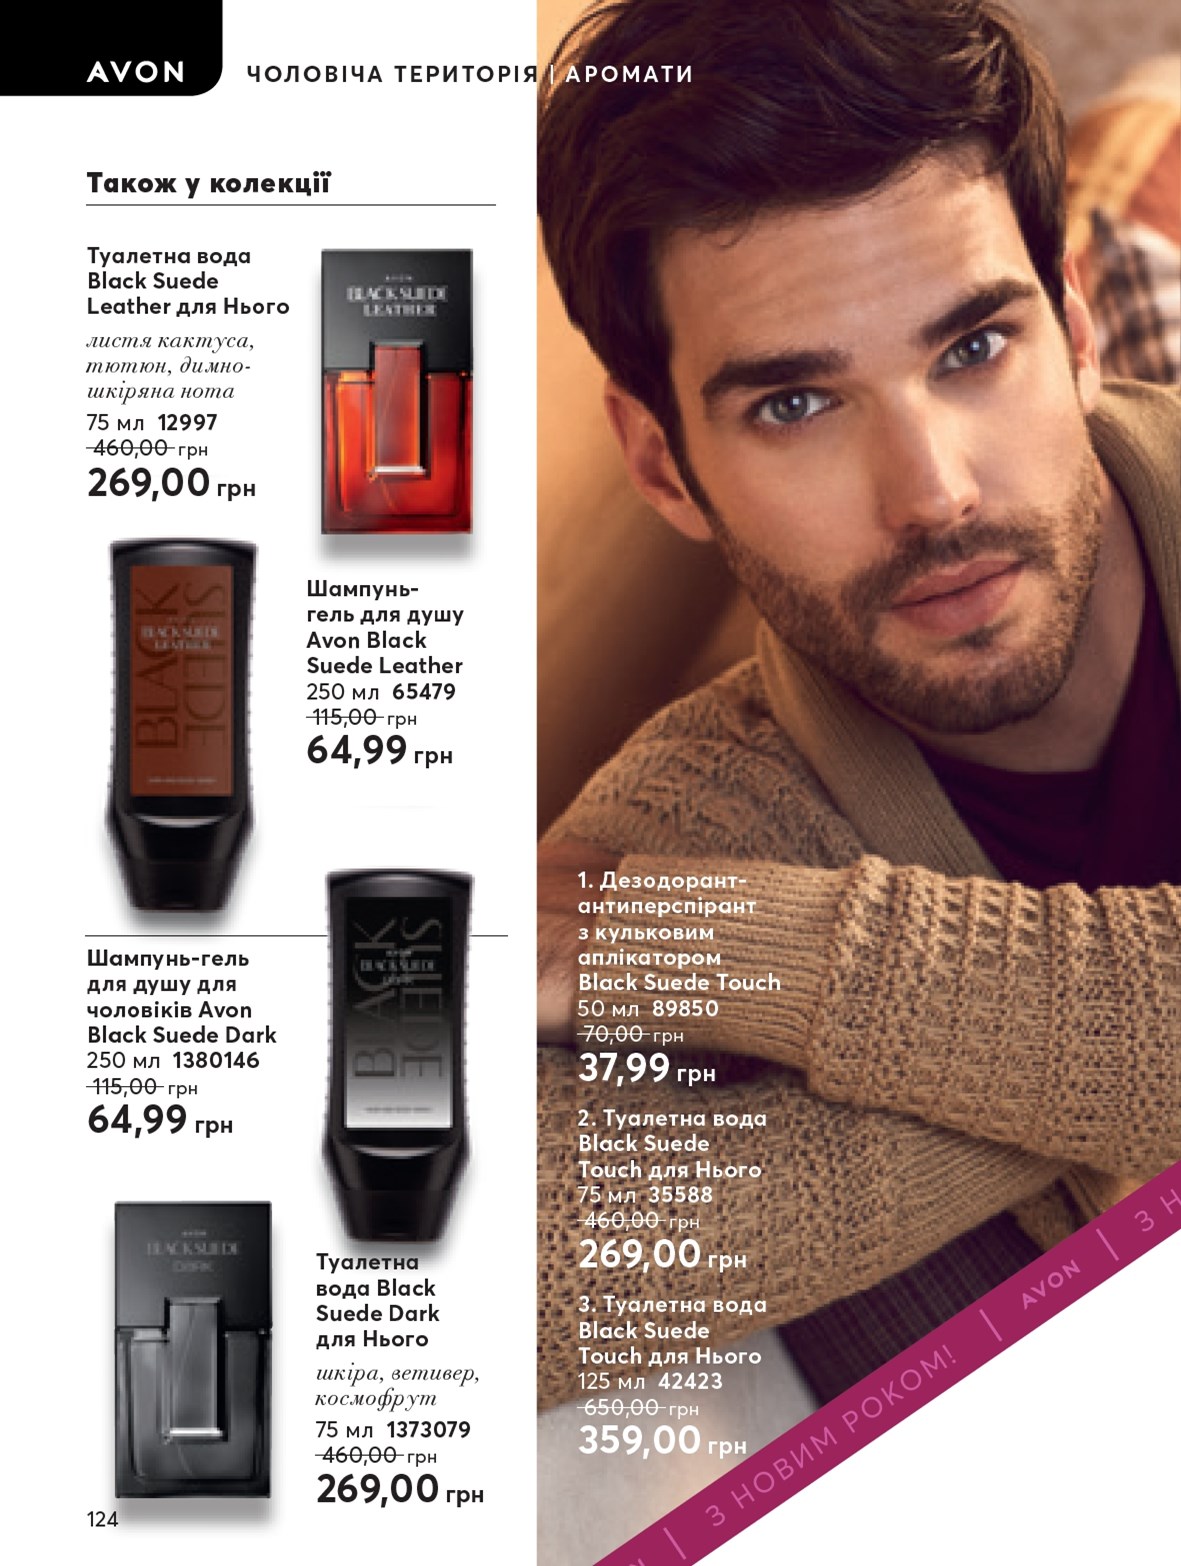 AVON
ЧОЛОВІЧА ТЕРИТОРІЯ | АРОМАТИ
Також у колекції
Туалетна вода
Black Suede
Leather для Нього
листя кактуса,
тютюн, димно-
шкіряна нота
75 мл 12997
460,00 грн
269,00 грн
AVON
BLACK SUEDE
LEATHER
BLACK
SUEDE
BLACK SUEDE
LEATHER
Шампунь-
гель для душу
Avon Black
Suede Leather
250 мл 65479
115,00 грн
64,99 грн
Шампунь-гель
для душу для
чоловіків Avon
Black Suede Dark
250 мл 1380146
115,00 грн
64,99 грн
BLACK
SUEDE
BLACK SUEDE
DARK
AVON
BLACK SUEDE
DARK
Туалетна
вода Black
Suede Dark
для Нього
шкіра, ветивер,
космофрут
75 мл 1373079
460,00 грн
269,00 грн
1. Дезодорант-
антиперспірант
з кульковим
аплікатором
Black Suede Touch
50 мл 89850
70,00 грн
37,99 грн
2. Туалетна вода
Black Suede
Touch для Нього
75 мл 35588
460,00 грн
269,00 грн
3. Туалетна вода
Black Suede
Touch для Нього
125 мл 42423
650,00 грн
359,00 грн
| З НОВИМ РОКОМ! | AVON | З Н
124